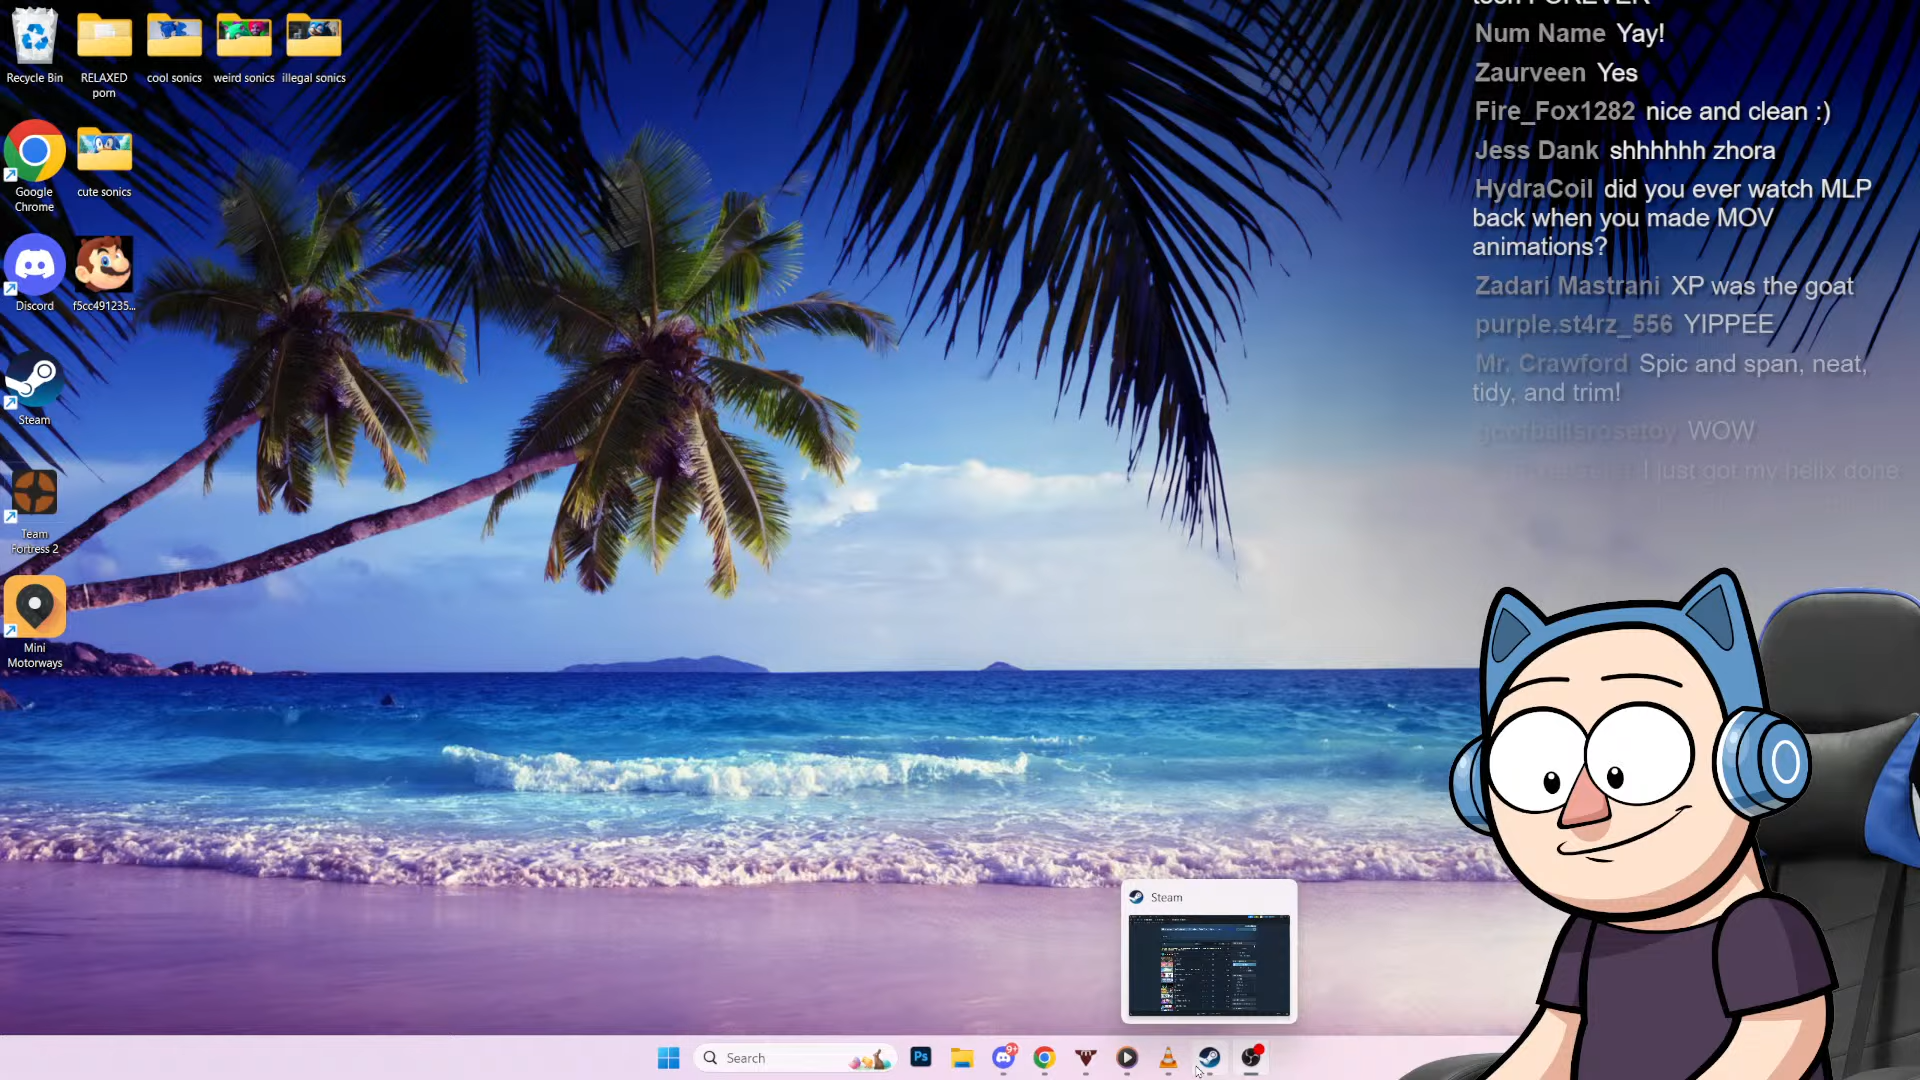 Recycle Bin
RELAXED porn
cool sonics
weird sonics
illegal sonics
Google Chrome
cute sonics
Discord
f5cc491235...
Steam
Team Fortress 2
Mini Motorways
FOREVER
Num Name Yay!
Zaurveen Yes
Fire_Fox1282 nice and clean :)
Jess Dank shhhhhh zhora
HydraCoil did you ever watch MLP
back when you made MOV
animations?
Zadari Mastrani XP was the goat
purple.st4rz_556 YIPPEE
Mr. Crawford Spic and span, neat,
tidy, and trim!
WOW
I just got my helix done
Steam
Search
Ps
9+